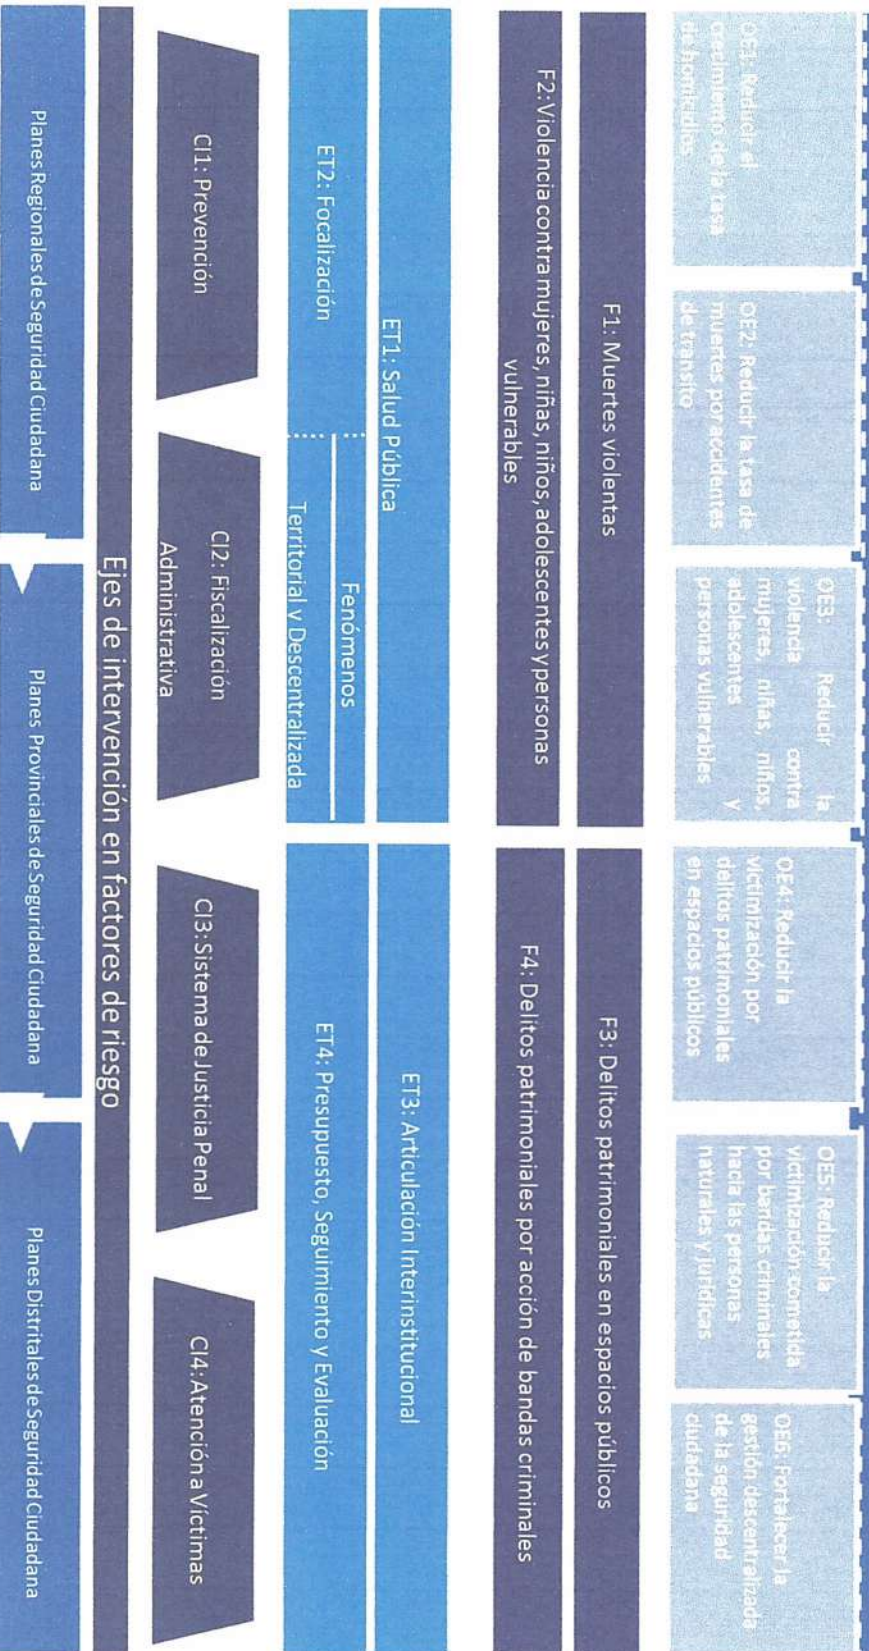 OE1: Reducir el
crecimiento de la tasa
de homicidios
OE2: Reducir la tasa de
muertes por accidentes
de transito
OE3: Reducir la
violencia contra
mujeres, niñas, niños,
adolescentes y
personas vulnerables
OE4: Reducir la
victimización por
delitos patrimoniales
en espacios públicos
OE5: Reducir la
victimización cometida
por bandas criminales
hacia las personas
naturales y jurídicas
OE6: Fortalecer la
gestión descentralizada
de la seguridad
ciudadana
F1: Muertes violentas
F3: Delitos patrimoniales en espacios públicos
F2: Violencia contra mujeres, niñas, niños, adolescentes y personas
vulnerables
F4: Delitos patrimoniales por acción de bandas criminales
ET1: Salud Pública
ET3: Articulación Interinstitucional
ET2: Focalización
Fenómenos
Territorial y Descentralizada
ET4: Presupuesto, Seguimiento y Evaluación
CI1: Prevención
CI2: Fiscalización
Administrativa
CI3: Sistema de Justicia Penal
CI4: Atención a Víctimas
Ejes de intervención en factores de riesgo
Planes Regionales de Seguridad Ciudadana
Planes Provinciales de Seguridad Ciudadana
Planes Distritales de Seguridad Ciudadana